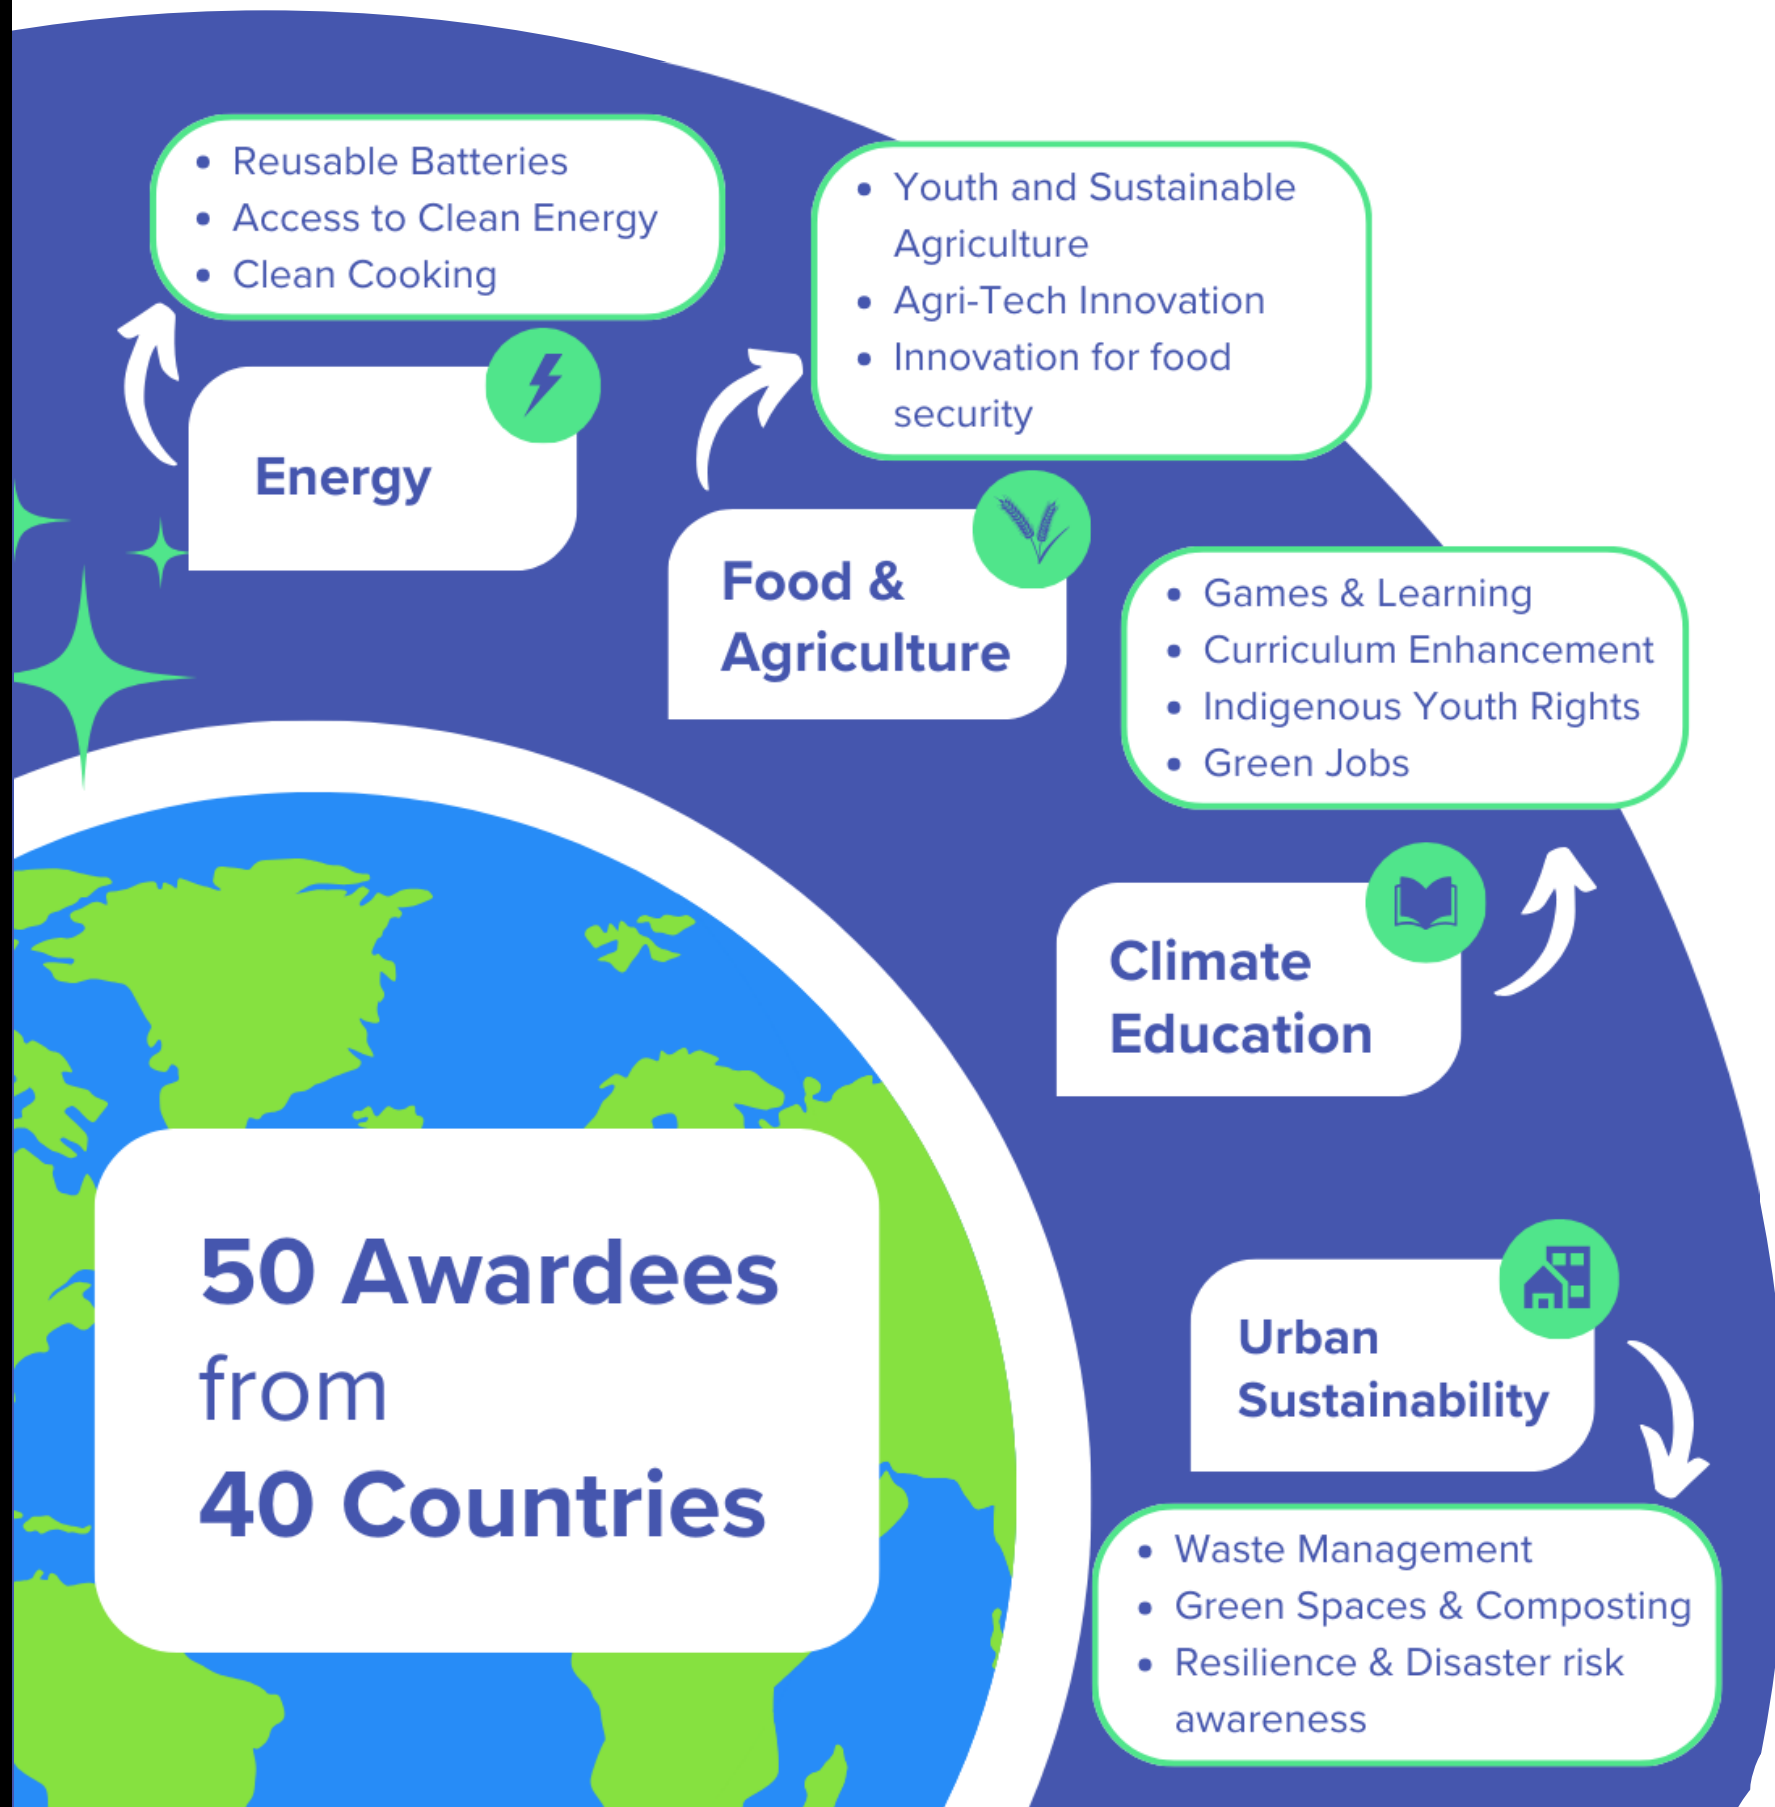 • Reusable Batteries
• Access to Clean Energy
• Clean Cooking
Energy
• Youth and Sustainable
Agriculture
• Agri-Tech Innovation
• Innovation for food
security
Food &
Agriculture
• Games & Learning
• Curriculum Enhancement
• Indigenous Youth Rights
• Green Jobs
Climate
Education
50 Awardees
from
40 Countries
Urban
Sustainability
• Waste Management
• Green Spaces & Composting
• Resilience & Disaster risk
awareness